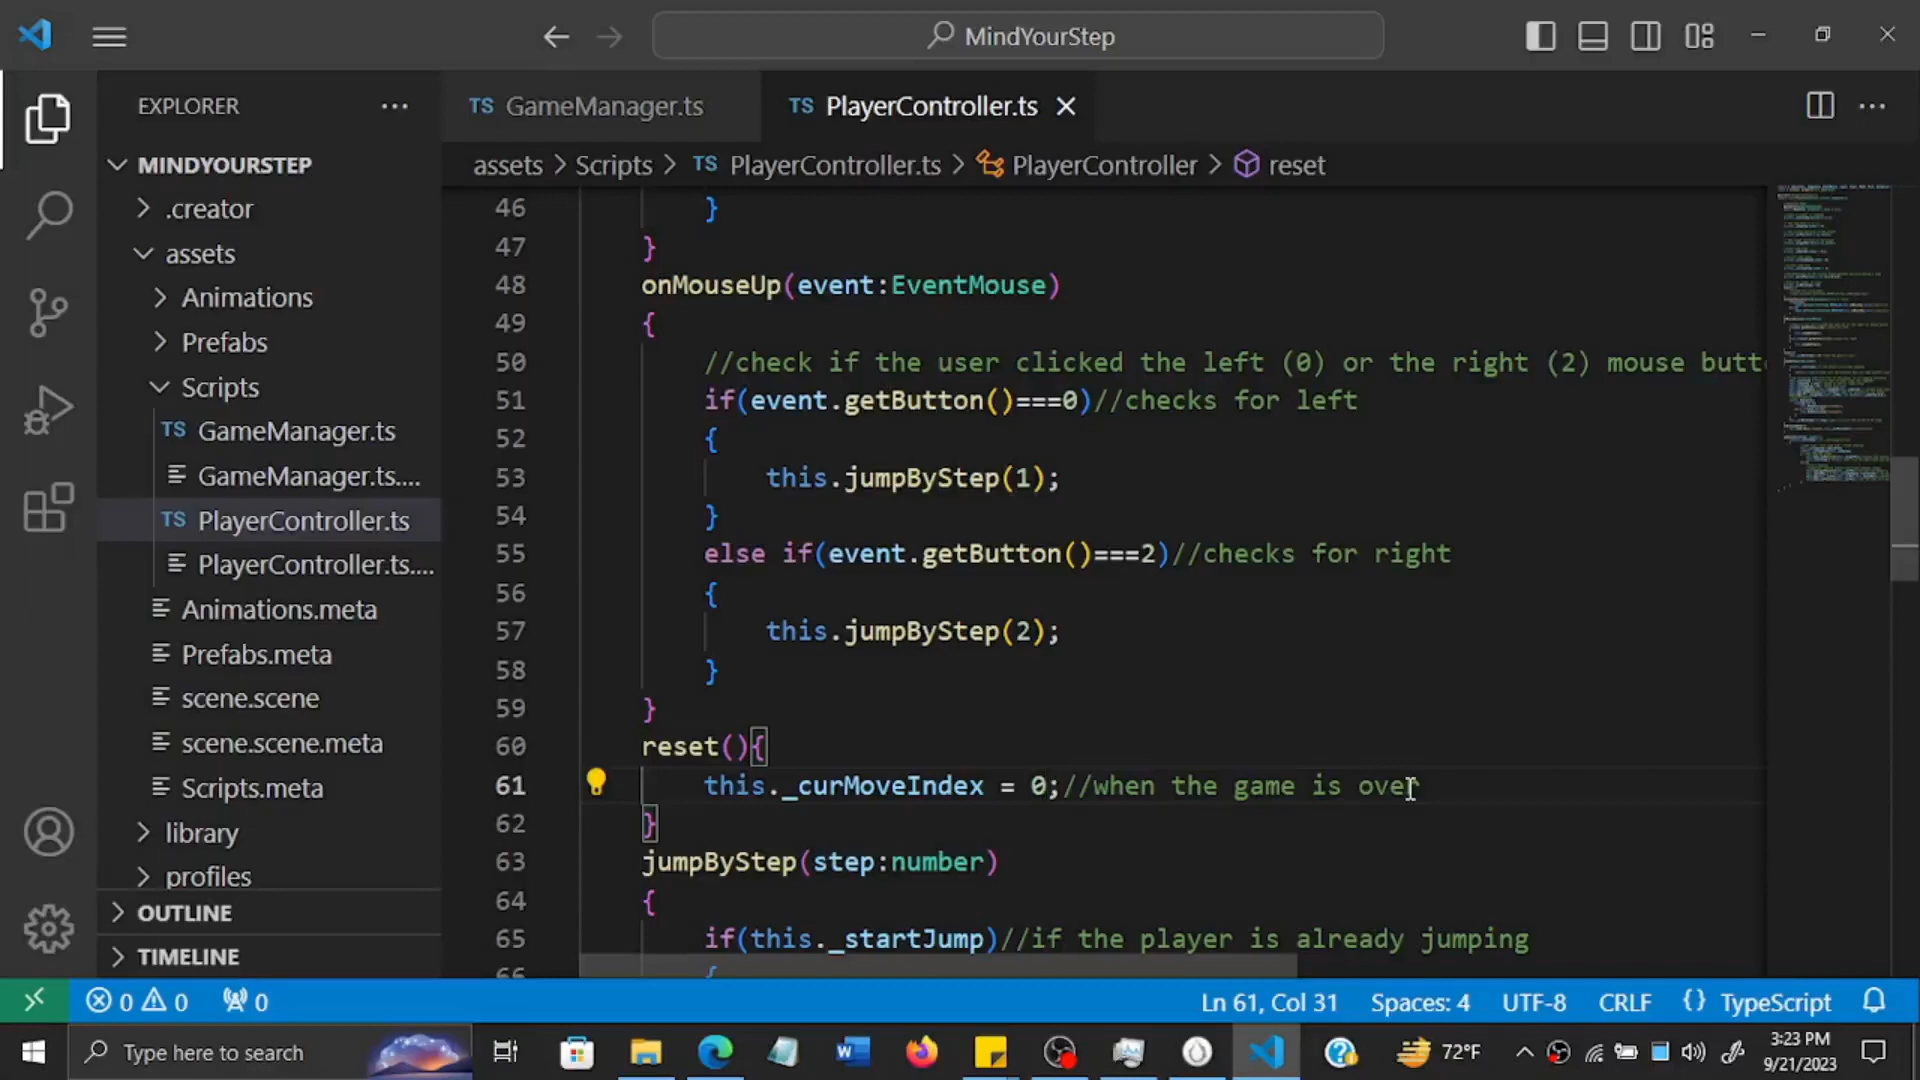 MindYourStep
EXPLORER
MINDYOURSTEP
.creator
assets
Animations
Prefabs
Scripts
TS GameManager.ts
GameManager.ts....
TS PlayerController.ts
PlayerController.ts....
Animations.meta
Prefabs.meta
scene.scene
scene.scene.meta
Scripts.meta
library
profiles
OUTLINE
TIMELINE
TS GameManager.ts TS PlayerController.ts
assets > Scripts > TS PlayerController.ts > PlayerController > reset
46 }
47 }
48 onMouseUp(event:EventMouse)
49 {
50 //check if the user clicked the left (0) or the right (2) mouse butt
51 if(event.getButton()===0)//checks for left
52 {
53 this.jumpByStep(1);
54 }
55 else if(event.getButton()===2)//checks for right
56 {
57 this.jumpByStep(2);
58 }
59 }
60 reset(){
61 this._curMoveIndex = 0;//when the game is over
62 }
63 jumpByStep(step:number)
64 {
65 if(this._startJump)//if the player is already jumping
66 {
0 0 0 Ln 61, Col 31 Spaces: 4 UTF-8 CRLF {} TypeScript
Type here to search 72°F 3:23 PM
9/21/2023